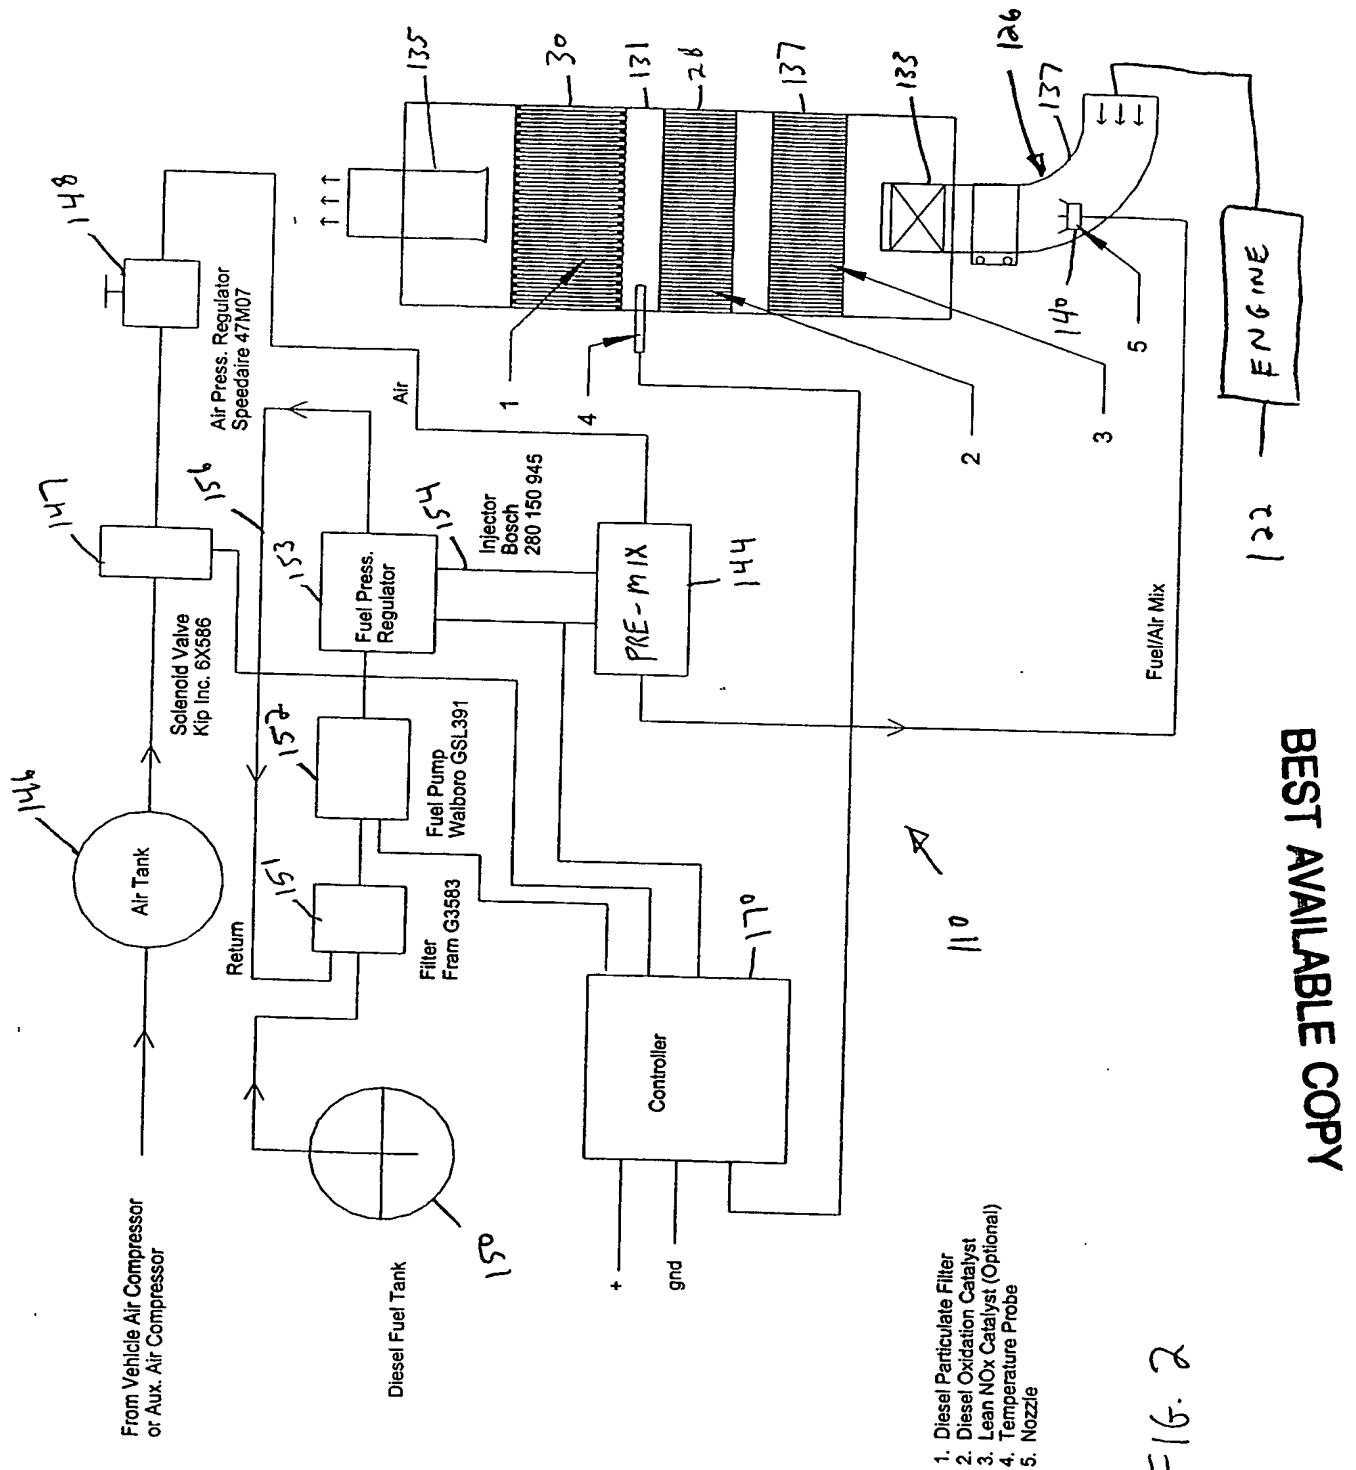 From Vehicle Air Compressor
or Aux. Air Compressor
146
Air Tank
147
Solenoid Valve
Kip Inc. 6X586
148
Air Press. Regulator
Speedaire 47M07
Air
Diesel Fuel Tank
150
Return
151
Filter
Fram G3583
152
Fuel Pump
Walboro GSL391
156
153
Fuel Press.
Regulator
154
Injector
Bosch
280 150 945
PRE-MIX
144
Controller
170
+
gnd
135
30
131
28
137
133
126
137
1
4
2
3
140
5
Fuel/Air Mix
ENGINE
122
110
1. Diesel Particulate Filter
2. Diesel Oxidation Catalyst
3. Lean NOx Catalyst (Optional)
4. Temperature Probe
5. Nozzle
FIG. 2
BEST AVAILABLE COPY